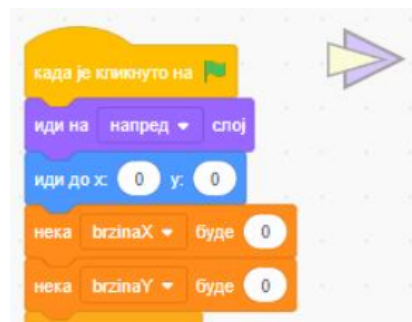 када је кликнуто на
иди на напред слој
иди до x: 0 y: 0
нека brzinaX буде 0
нека brzinaY буде 0